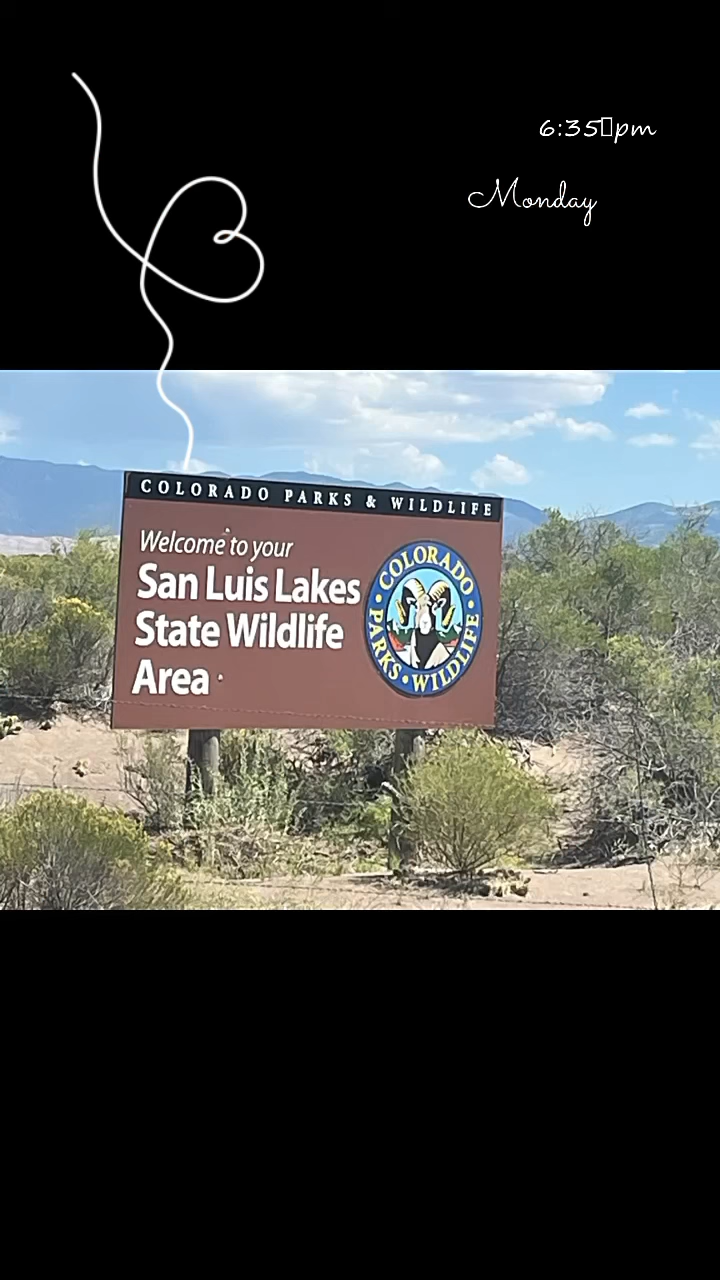 6:35 pm
Monday
COLORADO PARKS & WILDLIFE
Welcome to your
San Luis Lakes
State Wildlife
Area
COLORADO
PARKS • WILDLIFE